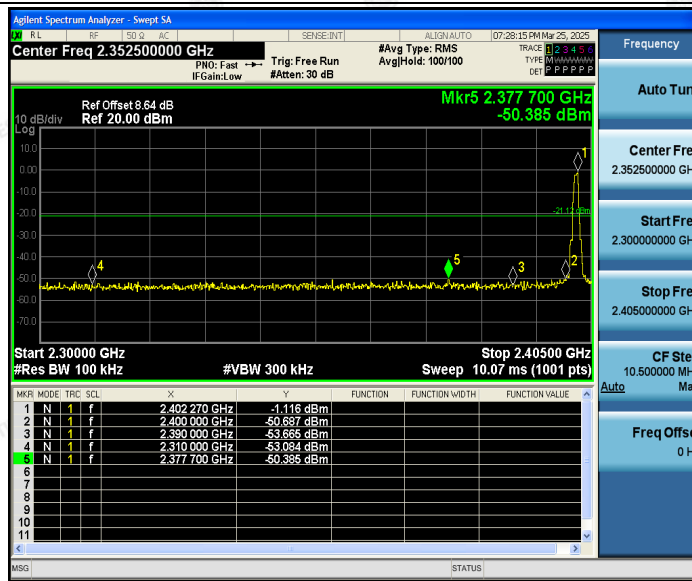 Agilent Spectrum Analyzer - Swept SA
RL RF 50 Ω AC SENSE:INT ALIGN AUTO 07:28:15 PM Mar 25, 2025
Center Freq 2.352500000 GHz
PNO: Fast
IFGain:Low
Trig: Free Run
#Atten: 30 dB
#Avg Type: RMS
Avg|Hold: 100/100
TRACE 1 2 3 4 5 6
TYPE M
DET P P P P P P
Mkr5 2.377 700 GHz
-50.385 dBm
Ref Offset 8.64 dB
10 dB/div Ref 20.00 dBm
Log
10.0
0.00
-10.0
-20.0
-30.0
-40.0
-50.0
-60.0
-70.0
1
-21.12 dBm
4
5
3
2
Start 2.30000 GHz Stop 2.40500 GHz
#Res BW 100 kHz #VBW 300 kHz Sweep 10.07 ms (1001 pts)
MKR MODE TRC SCL X Y FUNCTION FUNCTION WIDTH FUNCTION VALUE
1 N 1 f 2.402 270 GHz -1.116 dBm
2 N 1 f 2.400 000 GHz -50.687 dBm
3 N 1 f 2.390 000 GHz -53.665 dBm
4 N 1 f 2.310 000 GHz -53.084 dBm
5 N 1 f 2.377 700 GHz -50.385 dBm
6
7
8
9
10
11
MSG STATUS
Frequency
Auto Tun
Center Fre
2.352500000 GH
Start Fre
2.300000000 GH
Stop Fre
2.405000000 GH
CF Ste
10.500000 MH
Auto Ma
Freq Offse
0 H